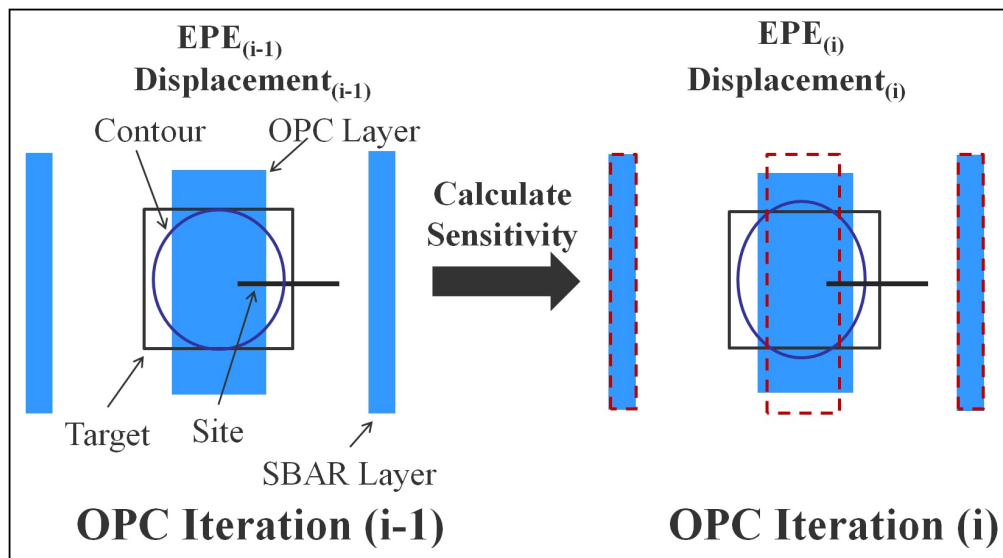 EPE(i-1)
Displacement(i-1)
Contour
OPC Layer
Target
Site
SBAR Layer
OPC Iteration (i-1)
Calculate
Sensitivity
EPE(i)
Displacement(i)
OPC Iteration (i)